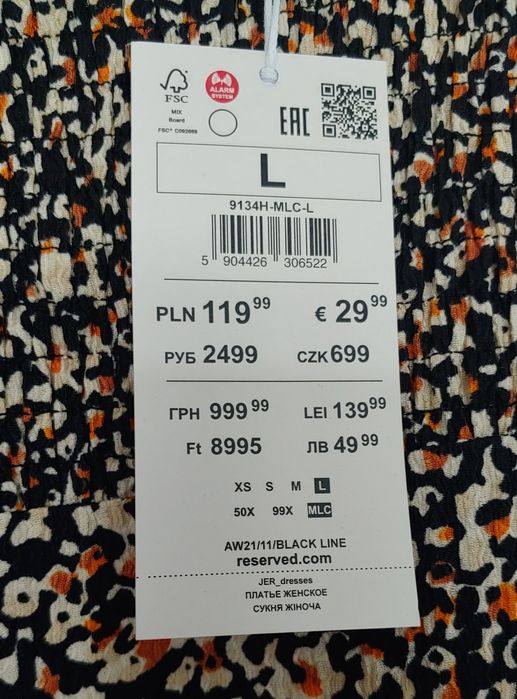 FSC
MIX
Board
FSC® C092668
ALARM
SYSTEM
EAC
L
9134H-MLC-L
5 904426 306522
PLN 119 99
€ 29 99
РУБ 2499
CZK 699
ГРН 999 99
LEI 139 99
Ft 8995
ЛВ 49 99
XS S M L
50X 99X MLC
AW21/11/BLACK LINE
reserved.com
JER_dresses
ПЛАТЬЕ ЖЕНСКОЕ
СУКНЯ ЖІНОЧА